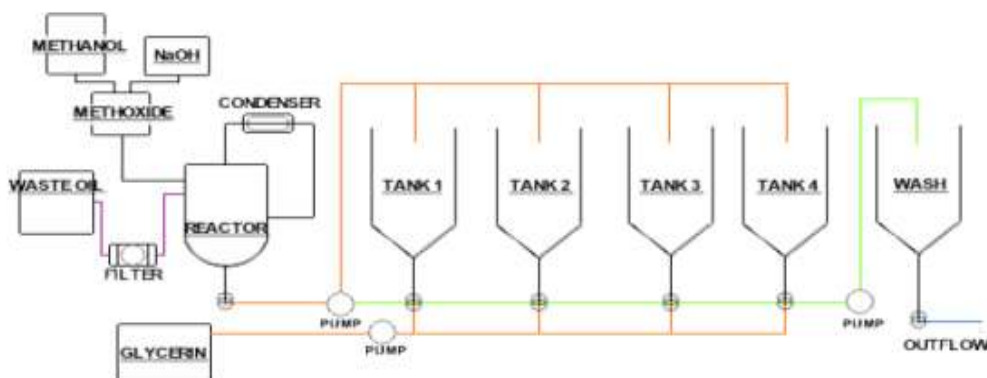 METHANOL
NaOH
METHOXIDE
CONDENSER
WASTE OIL
REACTOR
FILTER
TANK 1
TANK 2
TANK 3
TANK 4
WASH
PUMP
PUMP
PUMP
GLYCERIN
OUTFLOW